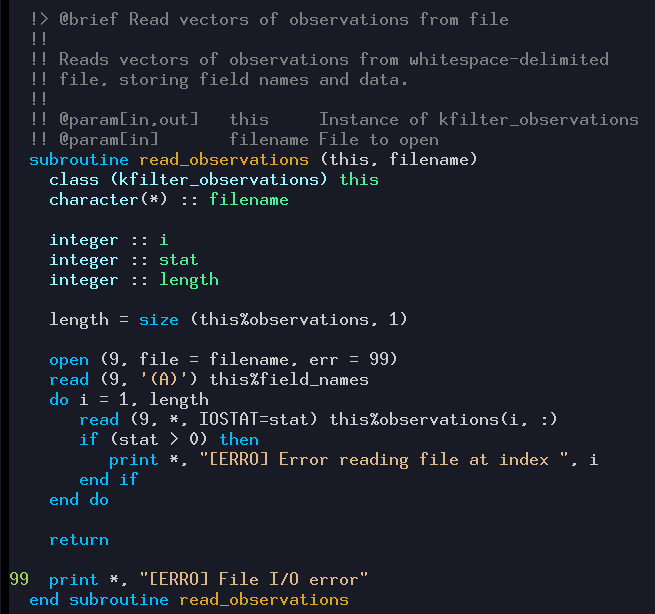 !> @brief Read vectors of observations from file
!!
!! Reads vectors of observations from whitespace-delimited
!! file, storing field names and data.
!!
!! @param[in,out]   this     Instance of kfilter_observations
!! @param[in]       filename File to open
subroutine read_observations (this, filename)
  class (kfilter_observations) this
  character(*) :: filename

  integer :: i
  integer :: stat
  integer :: length

  length = size (this%observations, 1)

  open (9, file = filename, err = 99)
  read (9, '(A)') this%field_names
  do i = 1, length
     read (9, *, IOSTAT=stat) this%observations(i, :)
     if (stat > 0) then
        print *, "[ERRO] Error reading file at index ", i
     end if
  end do

  return

99  print *, "[ERRO] File I/O error"
end subroutine read_observations